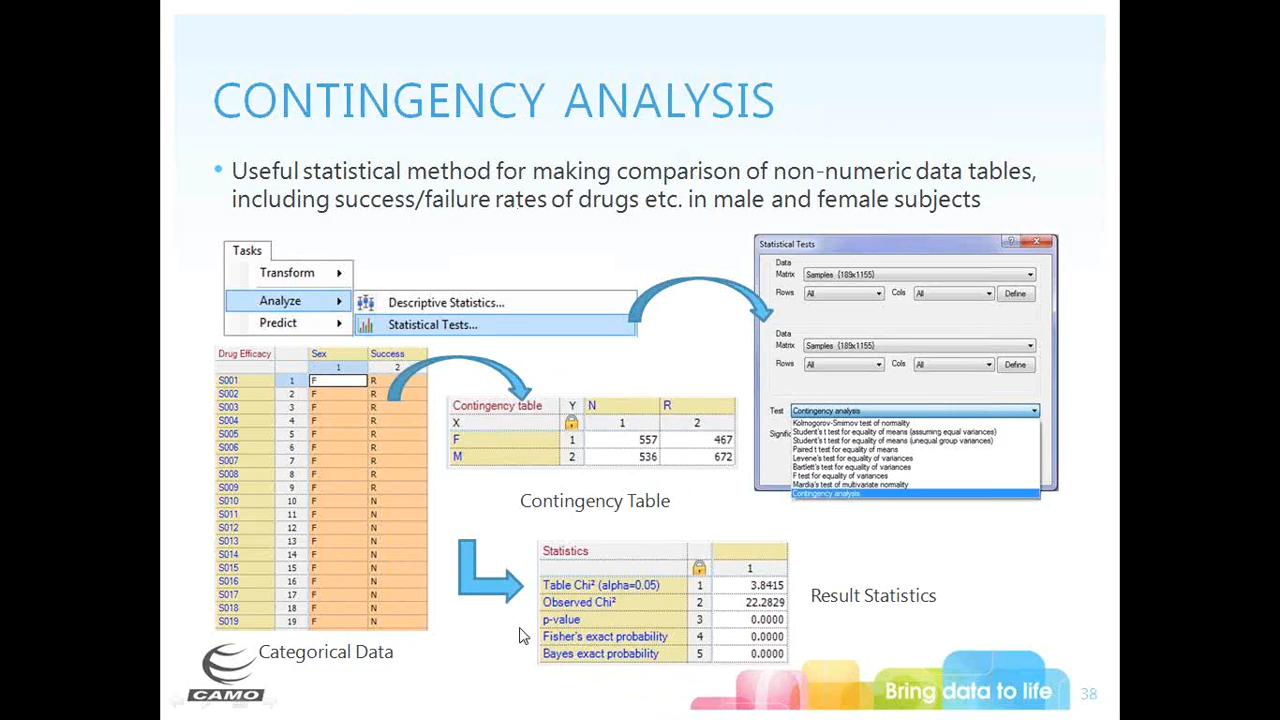 CONTINGENCY ANALYSIS
• Useful statistical method for making comparison of non-numeric data tables,
including success/failure rates of drugs etc. in male and female subjects
Tasks
Transform
Analyze
Predict
Descriptive Statistics...
Statistical Tests...
Drug Efficacy Sex Success
1 2
S001 1 F R
S002 2 F R
S003 3 F R
S004 4 F R
S005 5 F R
S006 6 F R
S007 7 F R
S008 8 F R
S009 9 F R
S010 10 F N
S011 11 F N
S012 12 F N
S013 13 F N
S014 14 F N
S015 15 F N
S016 16 F N
S017 17 F N
S018 18 F N
S019 19 F N
Categorical Data
Contingency table Y N R
X 1 2
F 1 557 467
M 2 536 672
Contingency Table
Statistical Tests
Data
Matrix Samples {189x1155}
Rows All Cols All Define
Data
Matrix Samples {189x1155}
Rows All Cols All Define
Test Contingency analysis
Kolmogorov-Smirnov test of normality
Student's t test for equality of means (assuming equal variances)
Student's t test for equality of means (unequal group variances)
Paired t test for equality of means
Levene's test for equality of variances
Bartlett's test for equality of variances
F test for equality of variances
Mardia's test of multivariate normality
Contingency analysis
Statistics
1
Table Chi² (alpha=0.05) 1 3.8415
Observed Chi² 2 22.2829
p-value 3 0.0000
Fisher's exact probability 4 0.0000
Bayes exact probability 5 0.0000
Result Statistics
CAMO
Bring data to life
38